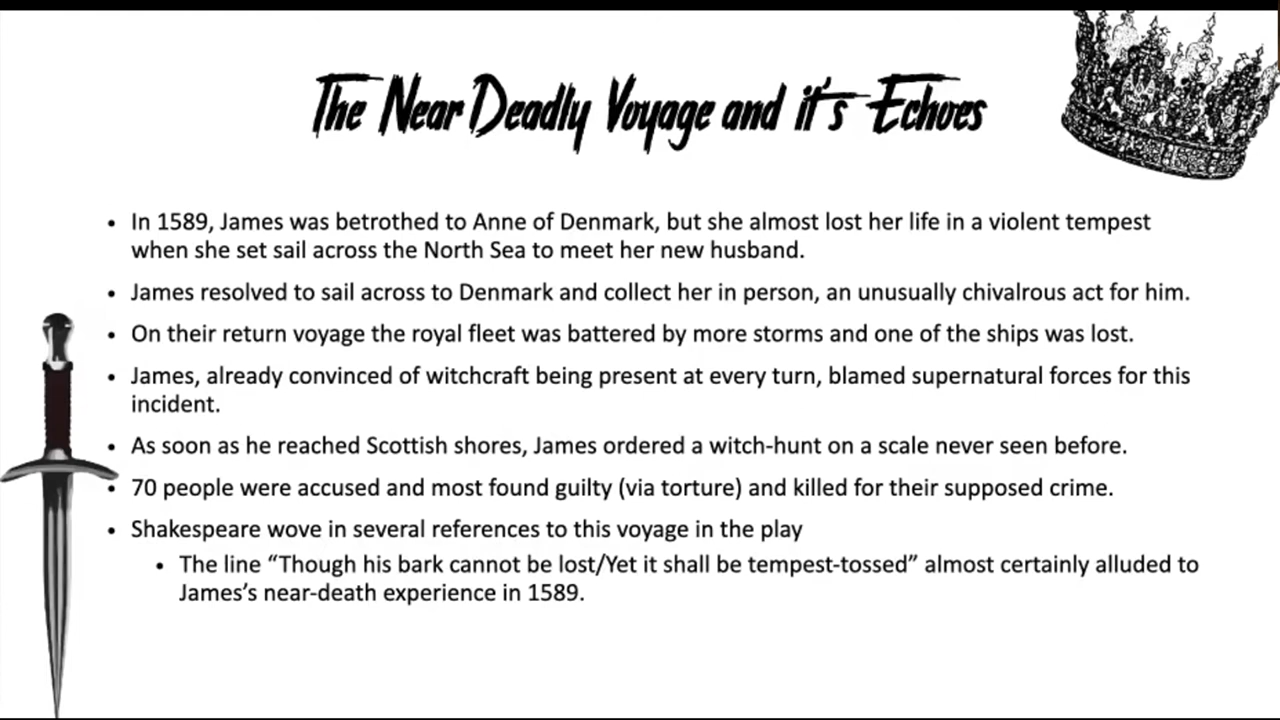 The Near Deadly Voyage and it's Echoes
• In 1589, James was betrothed to Anne of Denmark, but she almost lost her life in a violent tempest
when she set sail across the North Sea to meet her new husband.
• James resolved to sail across to Denmark and collect her in person, an unusually chivalrous act for him.
• On their return voyage the royal fleet was battered by more storms and one of the ships was lost.
• James, already convinced of witchcraft being present at every turn, blamed supernatural forces for this
incident.
• As soon as he reached Scottish shores, James ordered a witch-hunt on a scale never seen before.
• 70 people were accused and most found guilty (via torture) and killed for their supposed crime.
• Shakespeare wove in several references to this voyage in the play
• The line “Though his bark cannot be lost/Yet it shall be tempest-tossed” almost certainly alluded to
James’s near-death experience in 1589.